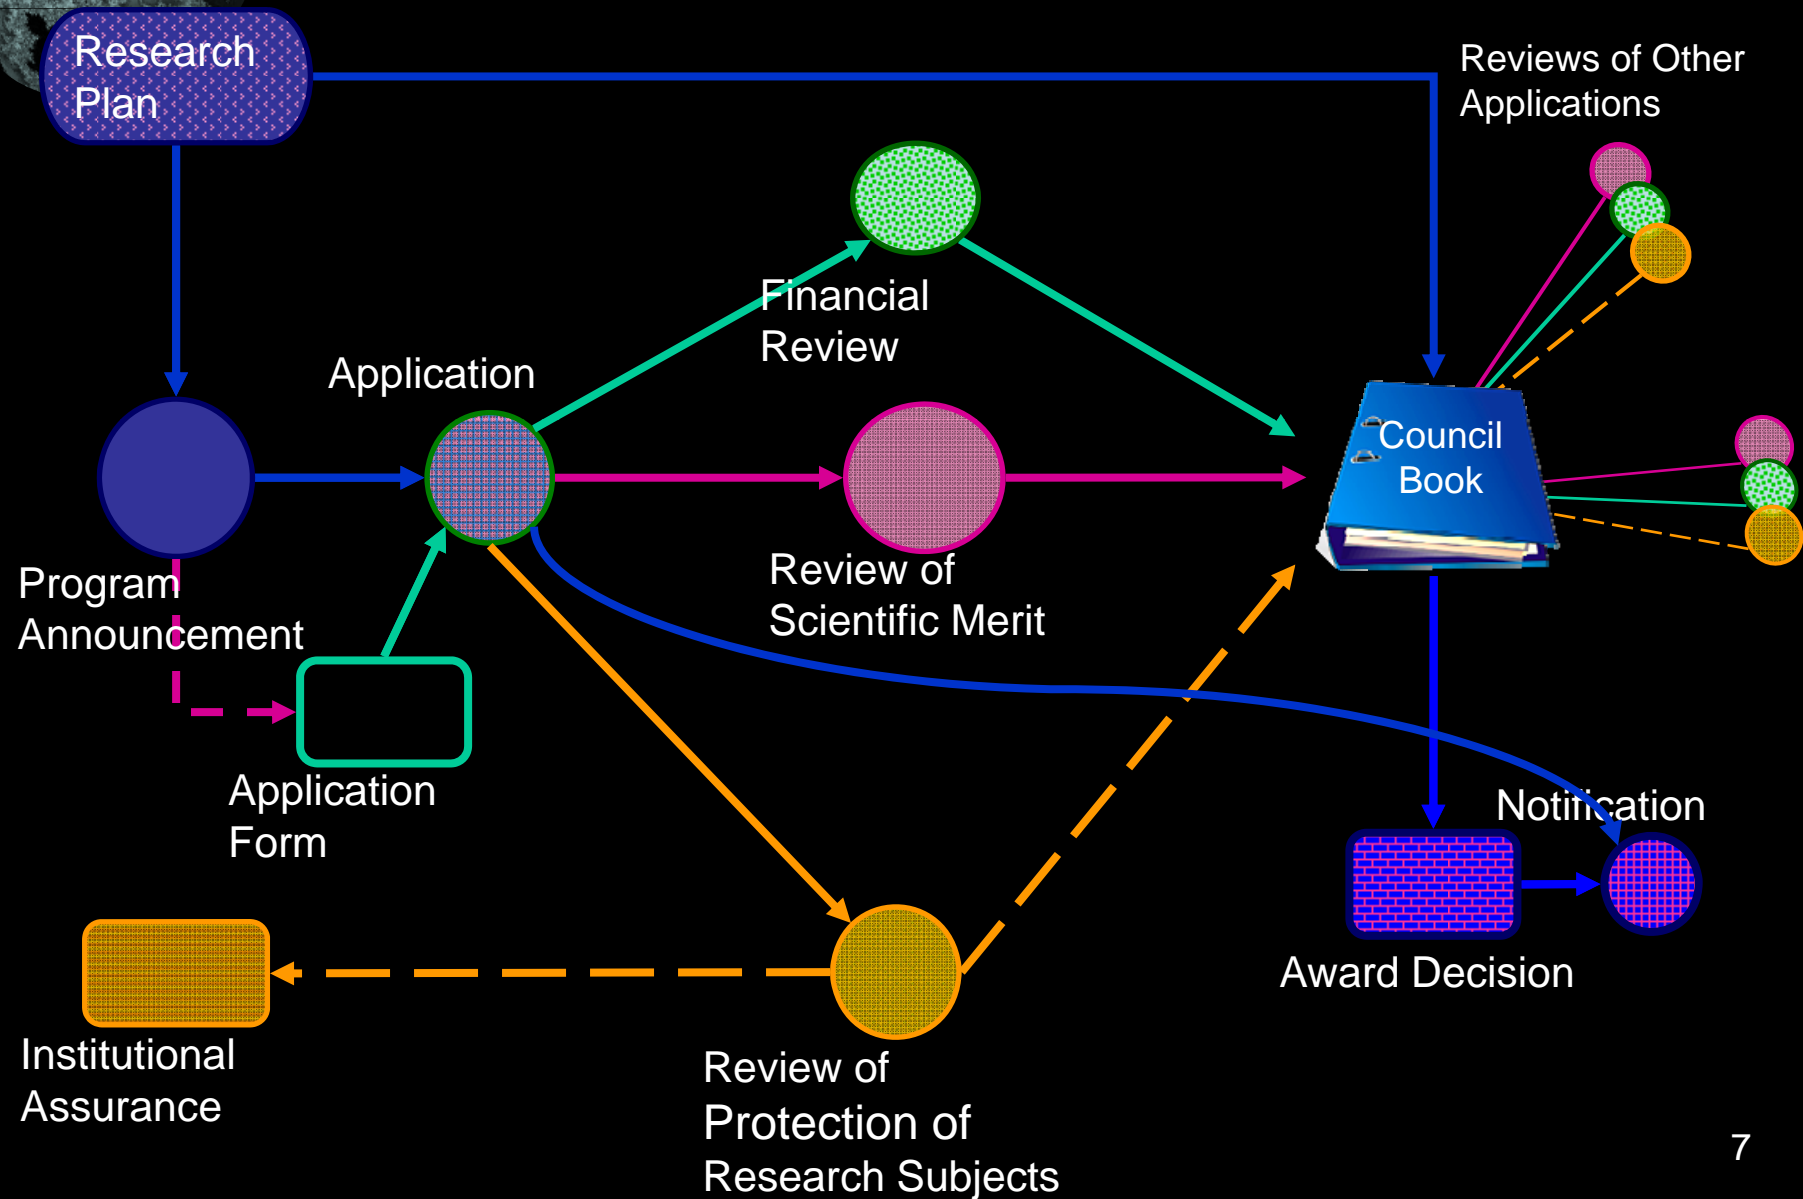 Research
Plan
Reviews of Other
Applications
Financial
Review
Application
Council
Book
Program
Announcement
Review of
Scientific Merit
Application
Form
Notification
Award Decision
Institutional
Assurance
Review of
Protection of
Research Subjects
7